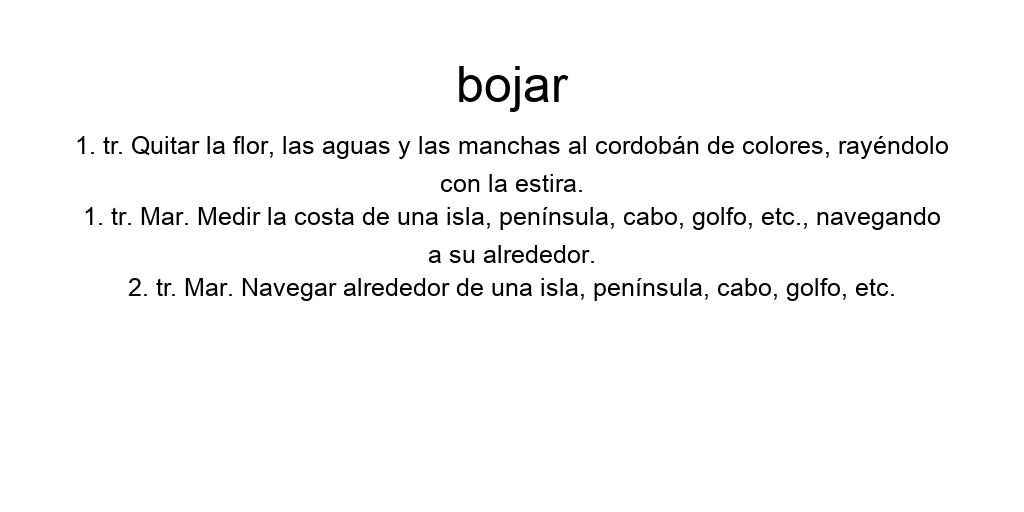 bojar
1. tr. Quitar la flor, las aguas y las manchas al cordobán de colores, rayéndolo
con la estira.
1. tr. Mar. Medir la costa de una isla, península, cabo, golfo, etc., navegando
a su alrededor.
2. tr. Mar. Navegar alrededor de una isla, península, cabo, golfo, etc.